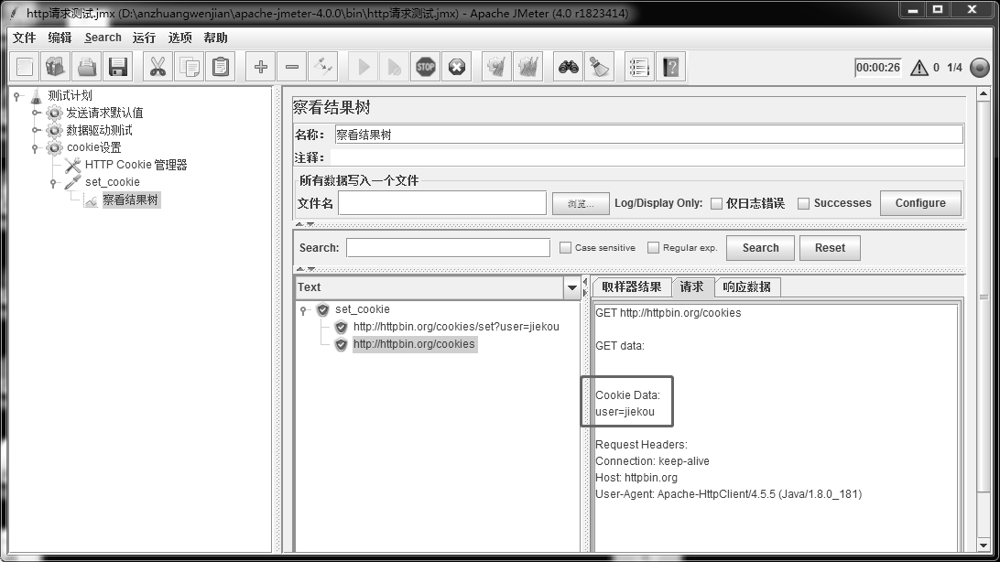 http请求测试.jmx (D:\anzhuangwenjian\apache-jmeter-4.0.0\bin\http请求测试.jmx) - Apache JMeter (4.0 r1823414)
文件 编辑 Search 运行 选项 帮助
STOP
00:00:26 0 1/4
测试计划
发送请求默认值
数据驱动测试
cookie设置
HTTP Cookie 管理器
set_cookie
察看结果树
察看结果树
名称： 察看结果树
注释：
所有数据写入一个文件
文件名 浏览... Log/Display Only: 仅日志错误 Successes Configure
Search: Case sensitive Regular exp. Search Reset
Text
set_cookie
http://httpbin.org/cookies/set?user=jiekou
http://httpbin.org/cookies
取样器结果 请求 响应数据
GET http://httpbin.org/cookies
GET data:
Cookie Data:
user=jiekou
Request Headers:
Connection: keep-alive
Host: httpbin.org
User-Agent: Apache-HttpClient/4.5.5 (Java/1.8.0_181)